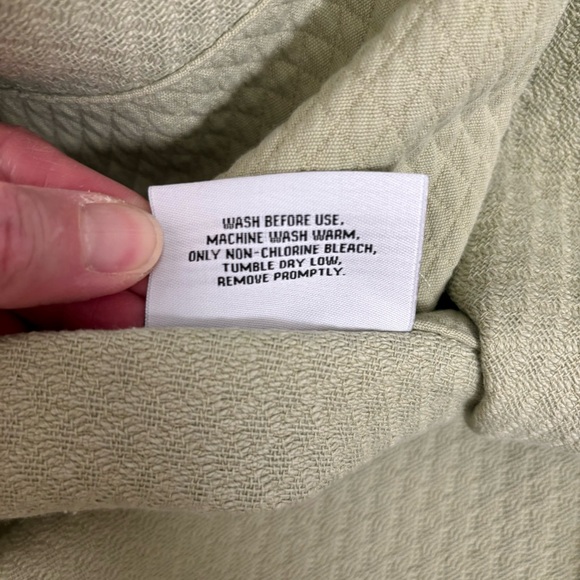 WASH BEFORE USE,
MACHINE WASH WARM,
ONLY NON-CHLORINE BLEACH,
TUMBLE DRY LOW,
REMOVE PROMPTLY.